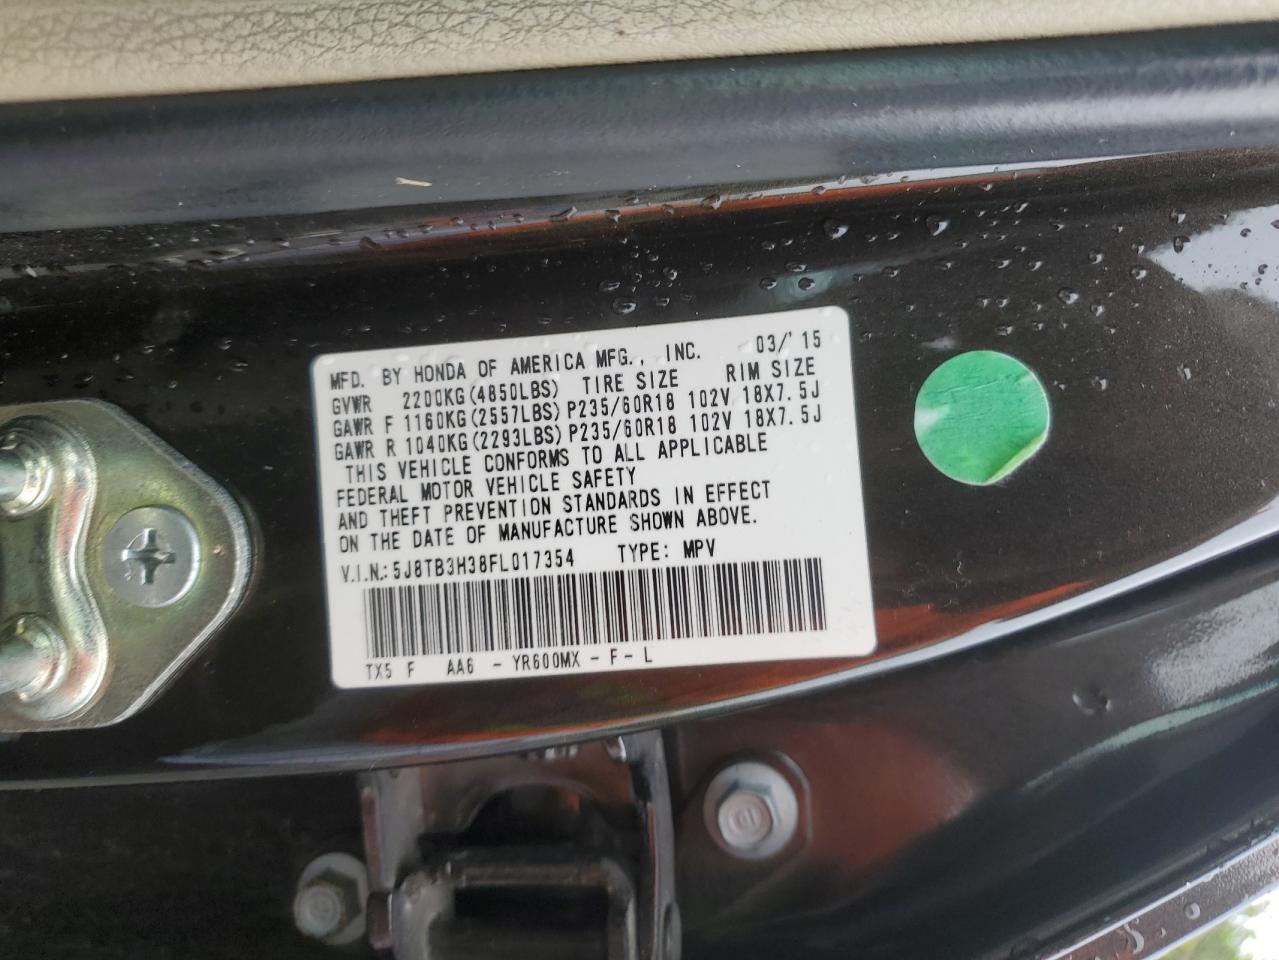 MFD. BY HONDA OF AMERICA MFG., INC. 03/'15
GVWR 2200KG(4850LBS) TIRE SIZE RIM SIZE
GAWR F 1160KG(2557LBS) P235/60R18 102V 18X7.5J
GAWR R 1040KG(2293LBS) P235/60R18 102V 18X7.5J
THIS VEHICLE CONFORMS TO ALL APPLICABLE
FEDERAL MOTOR VEHICLE SAFETY
AND THEFT PREVENTION STANDARDS IN EFFECT
ON THE DATE OF MANUFACTURE SHOWN ABOVE.
V.I.N.: 5J8TB3H38FL017354 TYPE: MPV
TX5 F AA6 - YR600MX - F - L